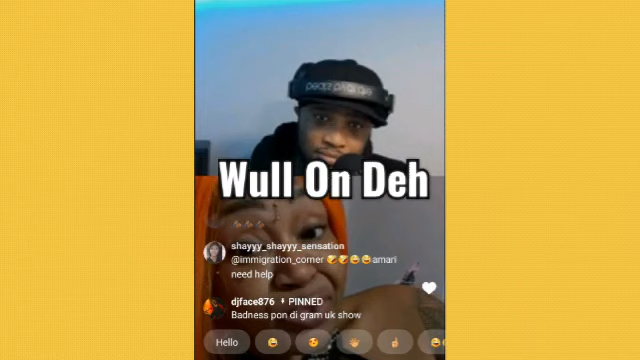 Wull On Deh
shayyy_shayyy_sensation
@immigration_corner 🤣🤣😂😂amari
need help
djface876 PINNED
Badness pon di gram uk show
Hello